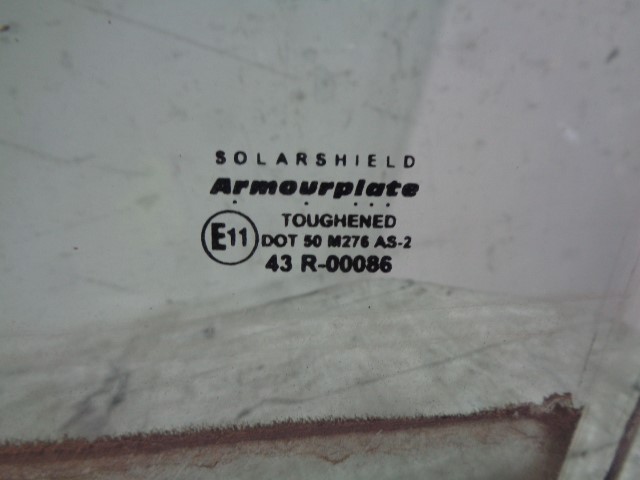 SOLARSHIELD
Armourplate
TOUGHENED
E11 DOT 50 M276 AS-2
43 R-00086